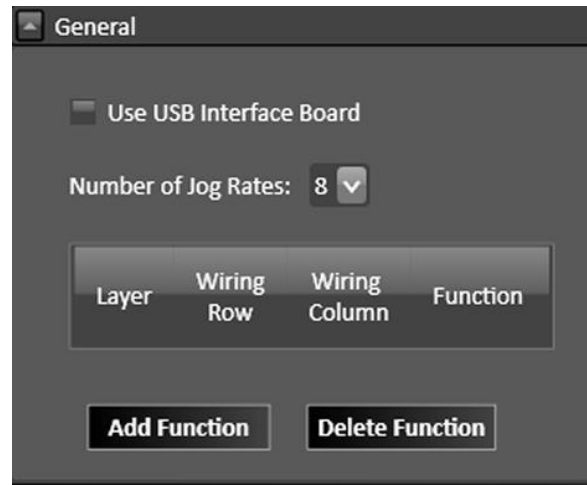 General
Use USB Interface Board
Number of Jog Rates: 8
Layer Wiring Row Wiring Column Function
Add Function Delete Function